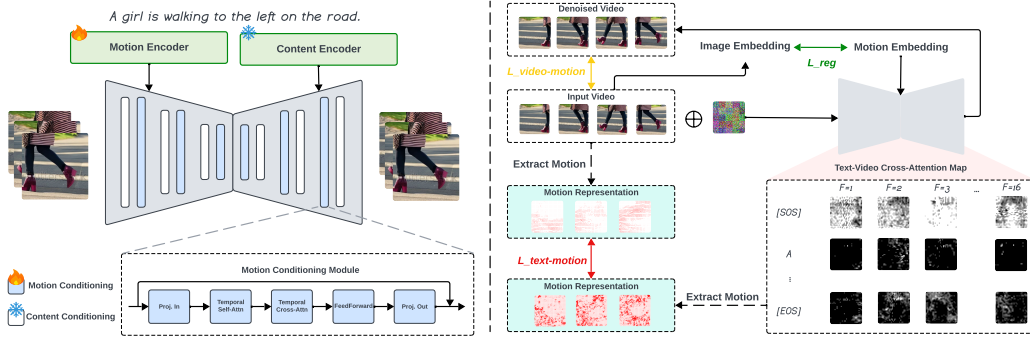 A girl is walking to the left on the road.
Motion Encoder
Content Encoder
Motion Conditioning Module
Motion Conditioning
Content Conditioning
Proj. In
Temporal
Self-Attn
Temporal
Cross-Attn
FeedForward
Proj. Out
Denoised Video
L_video-motion
Input Video
Image Embedding
Motion Embedding
L_reg
Extract Motion
Motion Representation
L_text-motion
Motion Representation
Extract Motion
Text-Video Cross-Attention Map
F=1
F=2
F=3
...
F=16
[SOS]
A
⋮
[EOS]